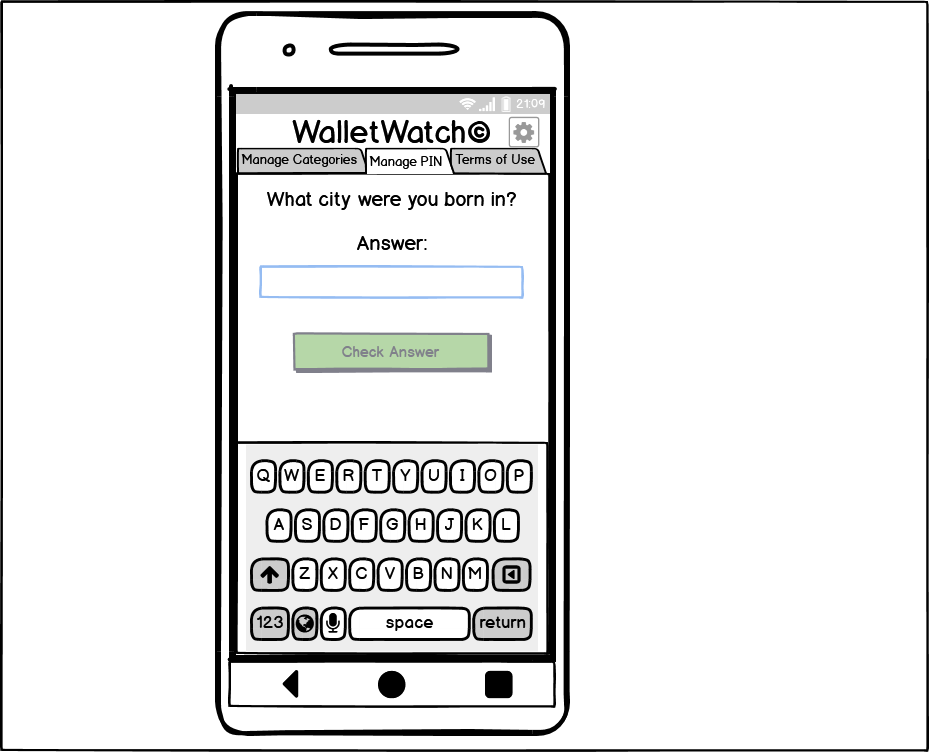 21:09
WalletWatch©
Manage Categories Manage PIN Terms of Use
What city were you born in?
Answer:
Check Answer
Q W E R T Y U I O P
A S D F G H J K L
Z X C V B N M
123 space return